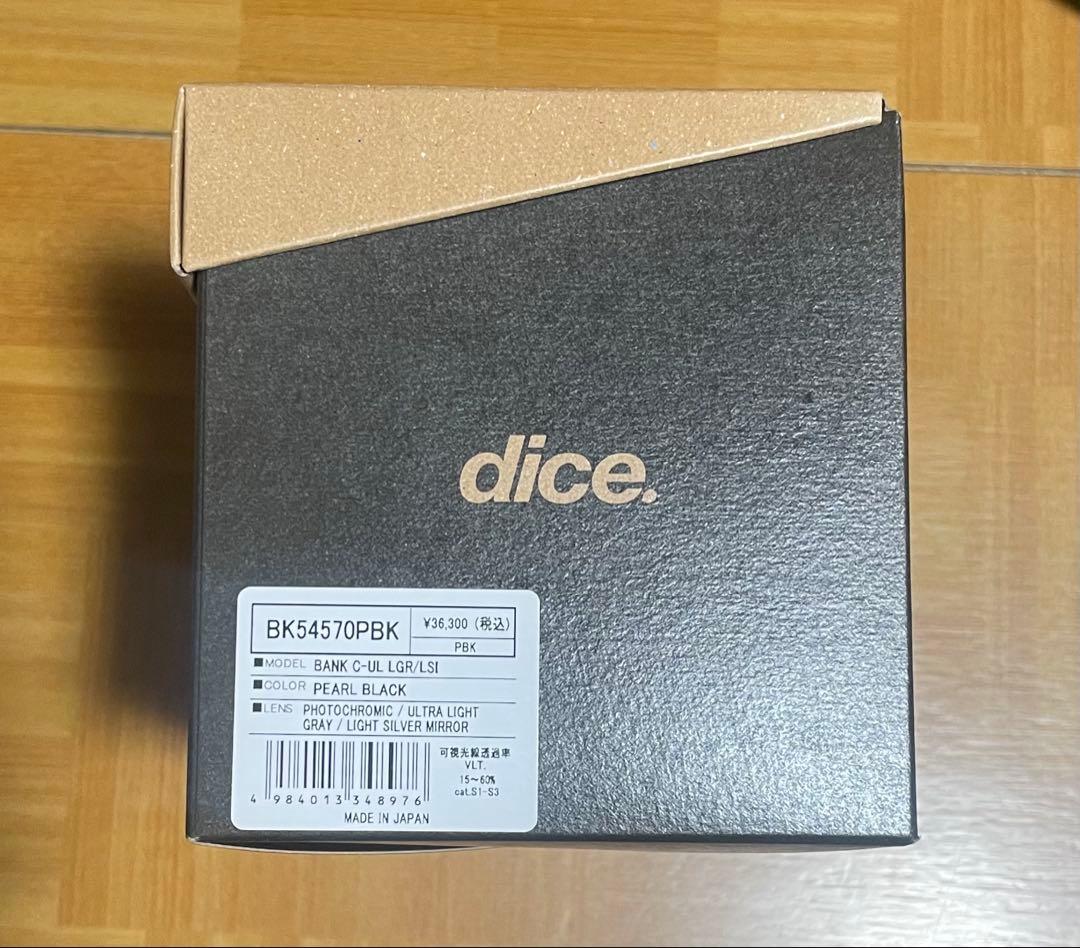 dice.
BK54570PBK
¥36,300 (税込)
PBK
■MODEL BANK C-UL LGR/LSI
■COLOR PEARL BLACK
■LENS PHOTOCHROMIC / ULTRA LIGHT
GRAY / LIGHT SILVER MIRROR
可視光線透過率
VLT.
15~60%
cat.S1-S3
4 984013 348976
MADE IN JAPAN